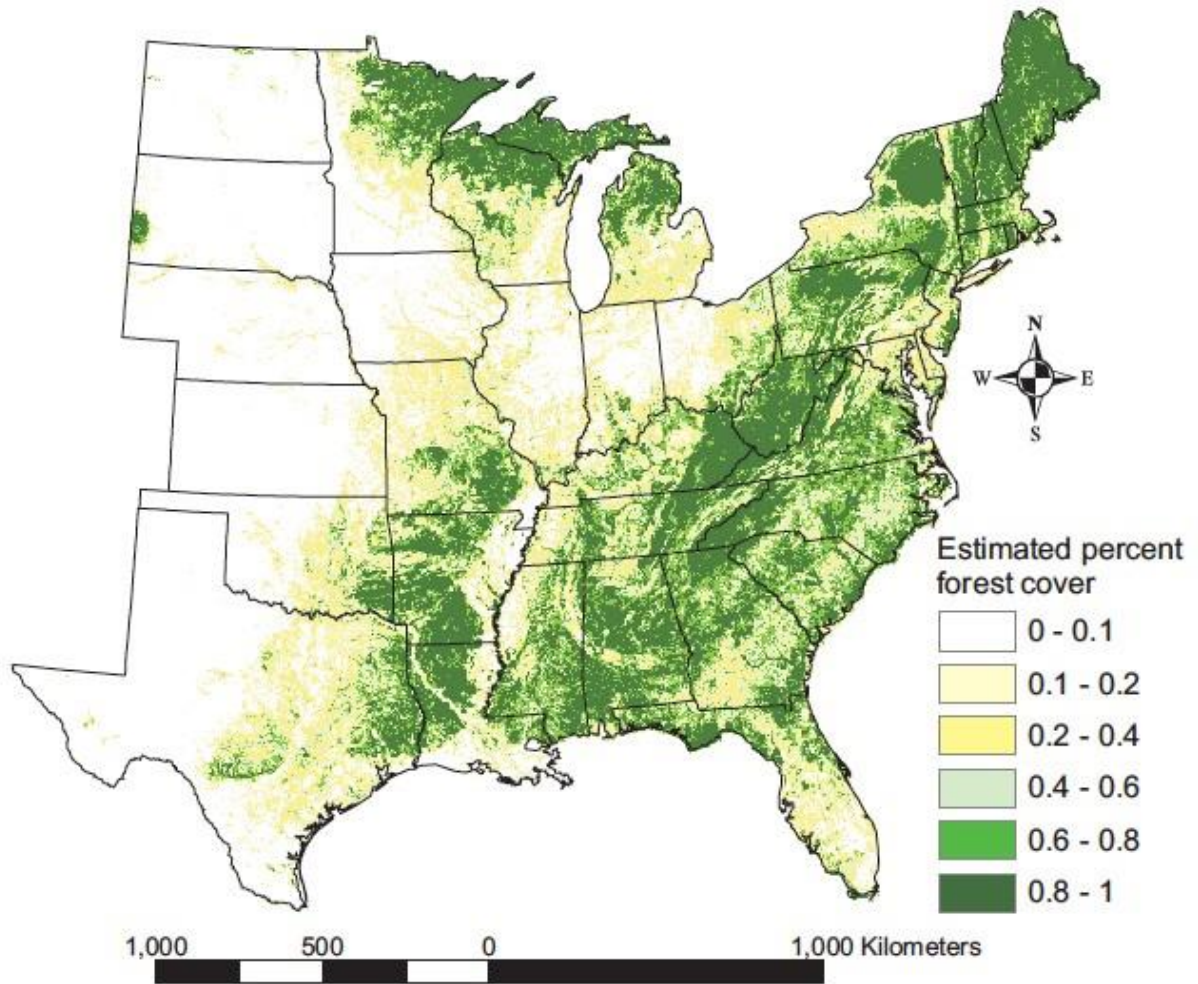 N
W E
S
Estimated percent
forest cover
0 - 0.1
0.1 - 0.2
0.2 - 0.4
0.4 - 0.6
0.6 - 0.8
0.8 - 1
1,000 500 0 1,000 Kilometers